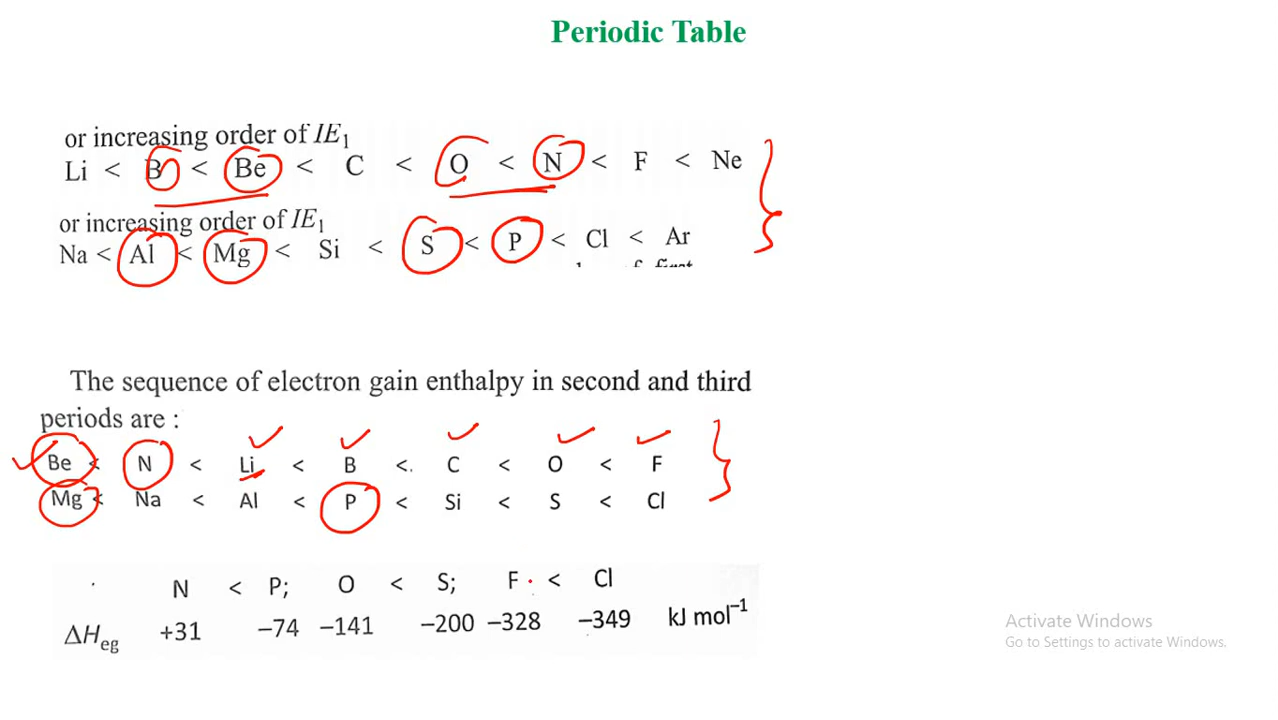 Periodic Table
or increasing order of IE₁
Li < B < Be < C < O < N < F < Ne
or increasing order of IE₁
Na < Al < Mg < Si < S < P < Cl < Ar
The sequence of electron gain enthalpy in second and third
periods are :
Be < N < Li < B <. C < O < F
Mg < Na < Al < P < Si < S < Cl
N < P; O < S; F < Cl
ΔHeg +31 –74 –141 –200 –328 –349 kJ mol⁻¹
Activate Windows
Go to Settings to activate Windows.